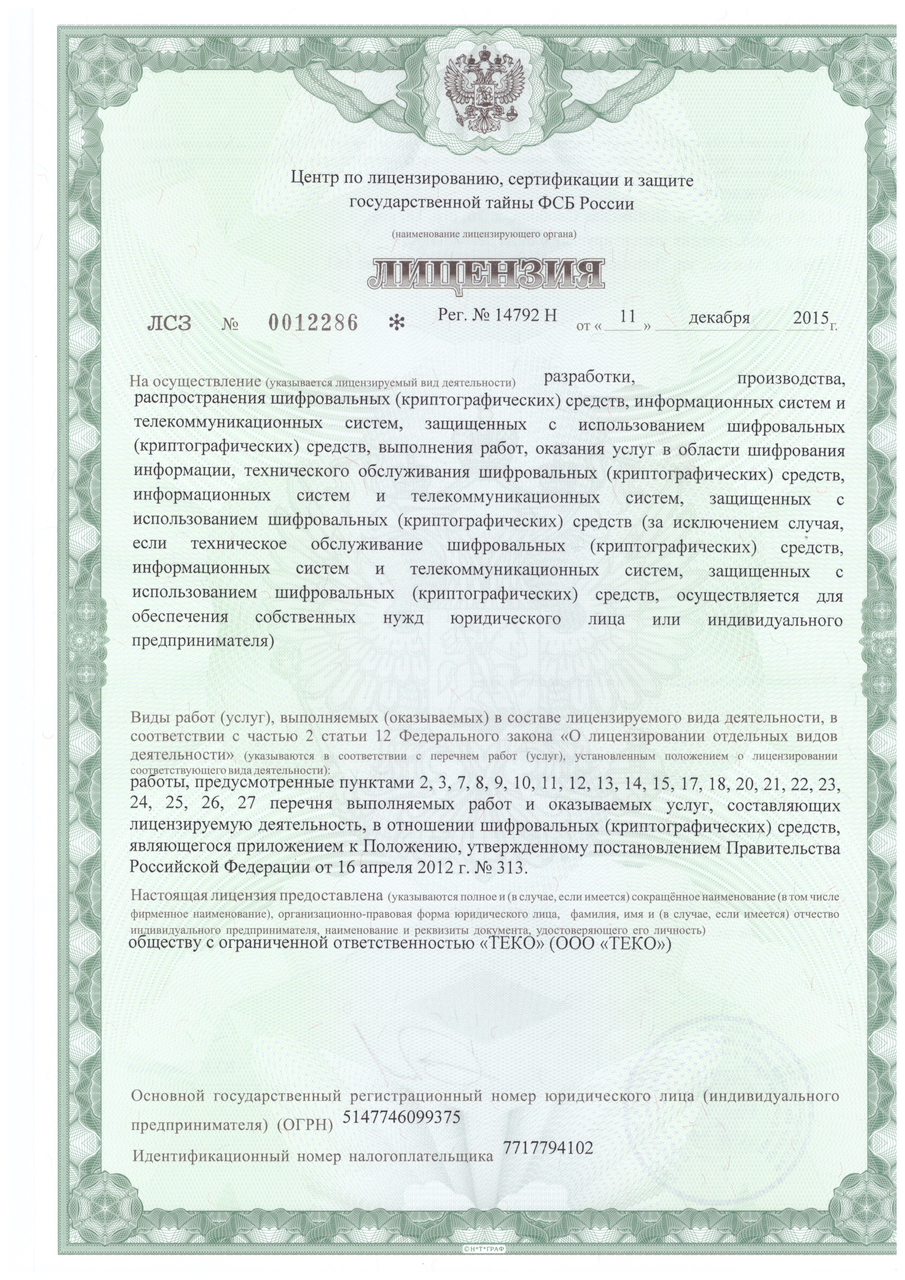 Центр по лицензированию, сертификации и защите
государственной тайны ФСБ России
(наименование лицензирующего органа)
ЛИЦЕНЗИЯ
ЛСЗ № 0012286 * Рег. № 14792 Н от « 11 » декабря 2015 г.
На осуществление (указывается лицензируемый вид деятельности) разработки, производства,
распространения шифровальных (криптографических) средств, информационных систем и
телекоммуникационных систем, защищенных с использованием шифровальных
(криптографических) средств, выполнения работ, оказания услуг в области шифрования
информации, технического обслуживания шифровальных (криптографических) средств,
информационных систем и телекоммуникационных систем, защищенных с
использованием шифровальных (криптографических) средств (за исключением случая,
если техническое обслуживание шифровальных (криптографических) средств,
информационных систем и телекоммуникационных систем, защищенных с
использованием шифровальных (криптографических) средств, осуществляется для
обеспечения собственных нужд юридического лица или индивидуального
предпринимателя)
Виды работ (услуг), выполняемых (оказываемых) в составе лицензируемого вида деятельности, в
соответствии с частью 2 статьи 12 Федерального закона «О лицензировании отдельных видов
деятельности» (указываются в соответствии с перечнем работ (услуг), установленным положением о лицензировании
соответствующего вида деятельности):
работы, предусмотренные пунктами 2, 3, 7, 8, 9, 10, 11, 12, 13, 14, 15, 17, 18, 20, 21, 22, 23,
24, 25, 26, 27 перечня выполняемых работ и оказываемых услуг, составляющих
лицензируемую деятельность, в отношении шифровальных (криптографических) средств,
являющегося приложением к Положению, утвержденному постановлением Правительства
Российской Федерации от 16 апреля 2012 г. № 313.
Настоящая лицензия предоставлена (указываются полное и (в случае, если имеется) сокращённое наименование (в том числе
фирменное наименование), организационно-правовая форма юридического лица, фамилия, имя и (в случае, если имеется) отчество
индивидуального предпринимателя, наименование и реквизиты документа, удостоверяющего его личность)
обществу с ограниченной ответственностью «ТЕКО» (ООО «ТЕКО»)
Основной государственный регистрационный номер юридического лица (индивидуального
предпринимателя) (ОГРН) 5147746099375
Идентификационный номер налогоплательщика 7717794102
© Н•Т•ГРАФ